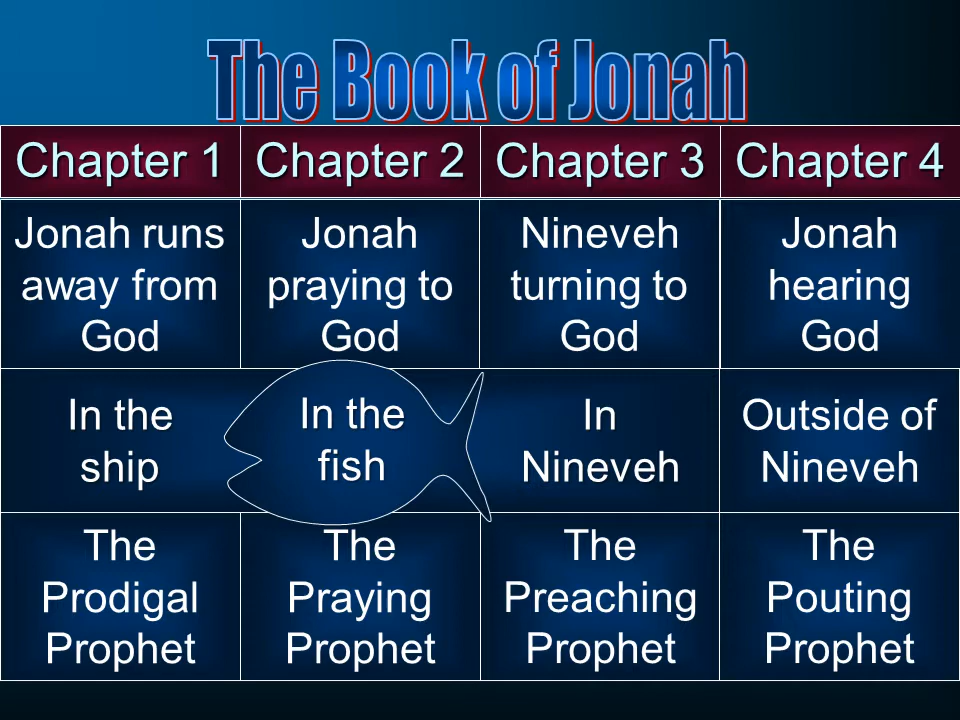 The Book of Jonah
Chapter 1 Chapter 2 Chapter 3 Chapter 4
Jonah runs
away from
God
Jonah
praying to
God
Nineveh
turning to
God
Jonah
hearing
God
In the
ship
In the
fish
In
Nineveh
Outside of
Nineveh
The
Prodigal
Prophet
The
Praying
Prophet
The
Preaching
Prophet
The
Pouting
Prophet